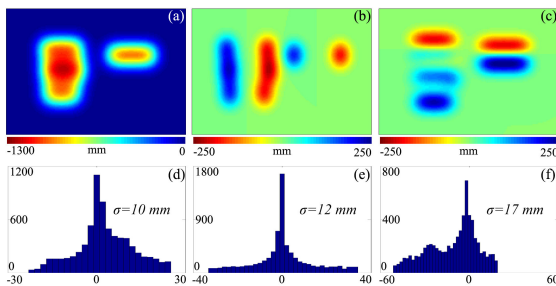 (a) (b) (c)
-1300 mm 0 -250 mm 250 -250 mm 250
(d) (e) (f)
1200 1800 800
σ=10 mm σ=12 mm σ=17 mm
600 900 400
0 0 0
-30 0 30 -40 0 40 -60 0 60